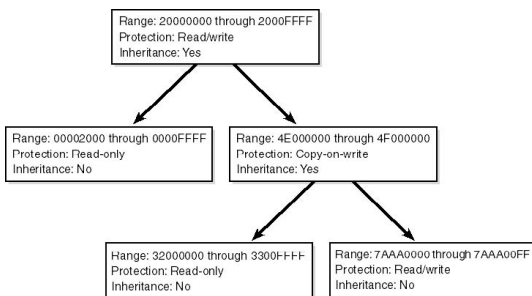 Range: 20000000 through 2000FFFF
Protection: Read/write
Inheritance: Yes
Range: 00002000 through 0000FFFF
Protection: Read-only
Inheritance: No
Range: 4E000000 through 4F000000
Protection: Copy-on-write
Inheritance: Yes
Range: 32000000 through 3300FFFF
Protection: Read-only
Inheritance: No
Range: 7AAA0000 through 7AAA00FF
Protection: Read/write
Inheritance: No